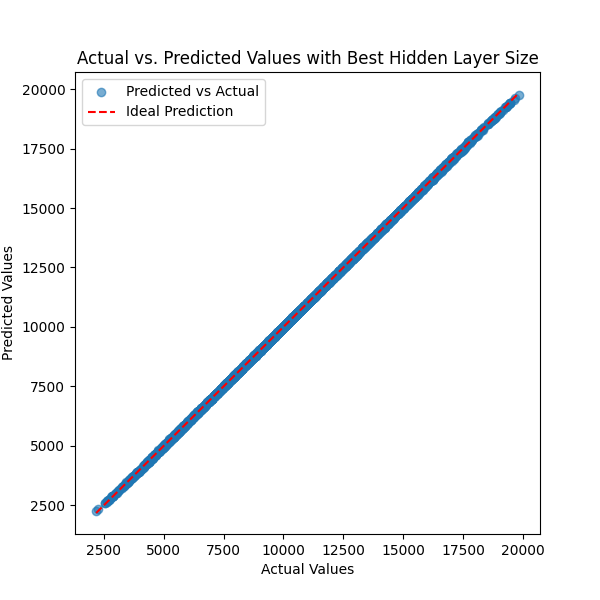 Actual vs. Predicted Values with Best Hidden Layer Size
Predicted vs Actual
Ideal Prediction
20000
17500
15000
12500
10000
7500
5000
2500
Predicted Values
2500 5000 7500 10000 12500 15000 17500 20000
Actual Values